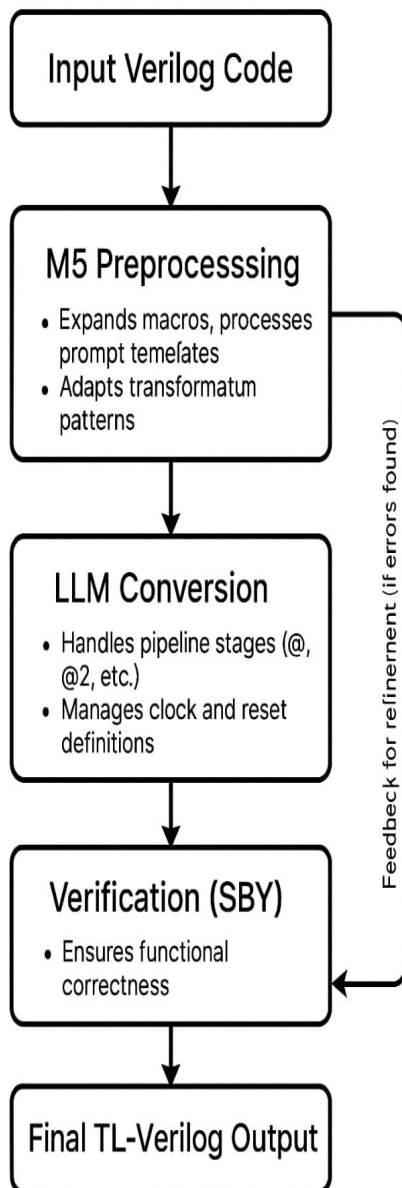 Input Verilog Code
M5 Preprocesssing
• Expands macros, processes
prompt temeſates
• Adapts transformatum
patterns
LLM Conversion
• Handles pipeline stages (@,
@2, etc.)
• Manages clock and reset
definitions
Verification (SBY)
• Ensures functional
correctness
Final TL-Verilog Output
Feedbeck for refinernent (if errors found)